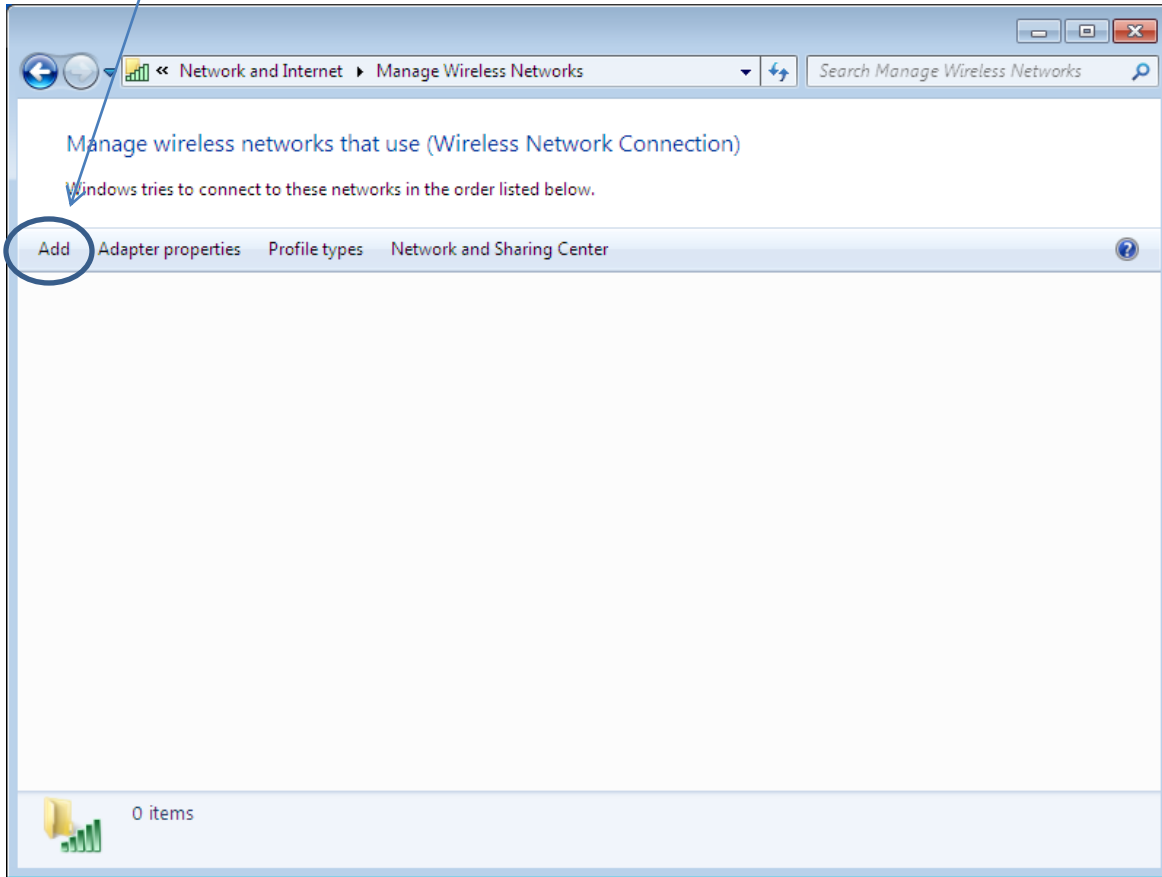 « Network and Internet ▸ Manage Wireless Networks Search Manage Wireless Networks
Manage wireless networks that use (Wireless Network Connection)
Windows tries to connect to these networks in the order listed below.
Add Adapter properties Profile types Network and Sharing Center
0 items